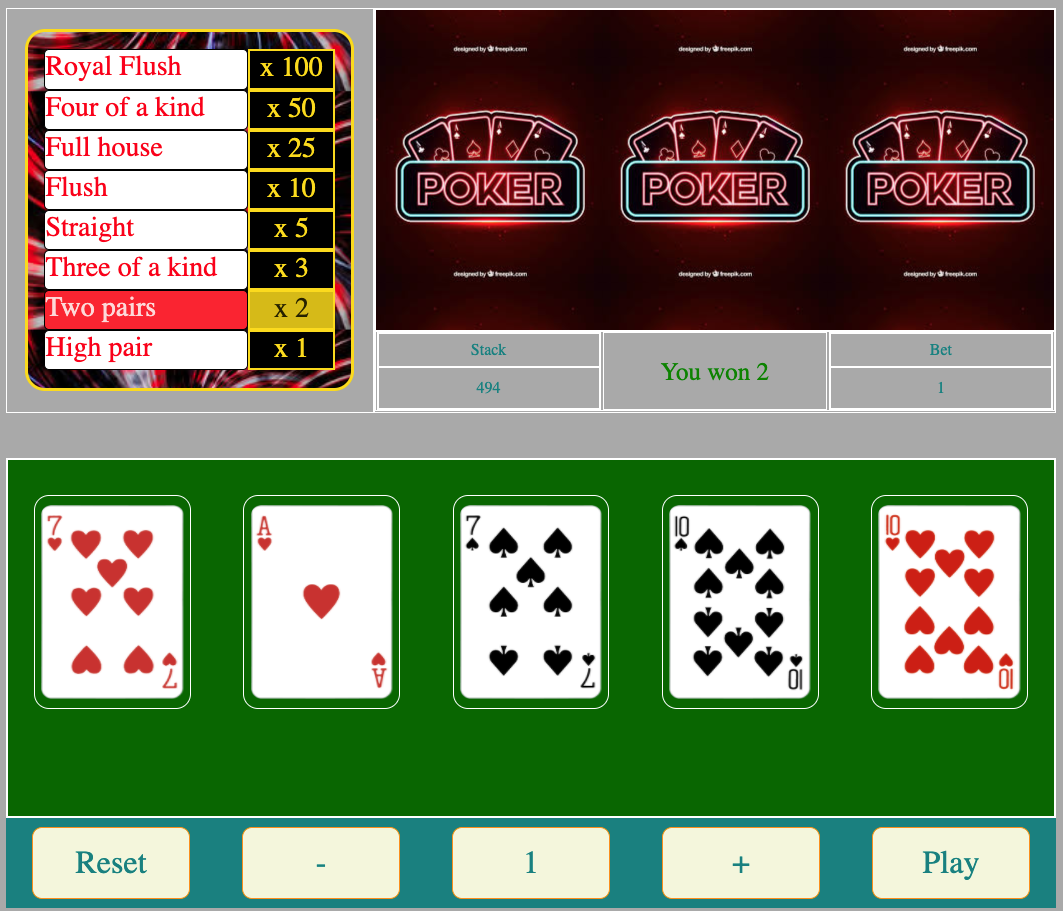 Royal Flush x 100
Four of a kind x 50
Full house x 25
Flush x 10
Straight x 5
Three of a kind x 3
Two pairs x 2
High pair x 1
designed by freepik.com designed by freepik.com designed by freepik.com
A A A A A A A A A A A A
POKER POKER POKER
designed by freepik.com designed by freepik.com designed by freepik.com
Stack
494
You won 2
Bet
1
7 A 7 10 10
7 A 7 10 10
Reset - 1 + Play